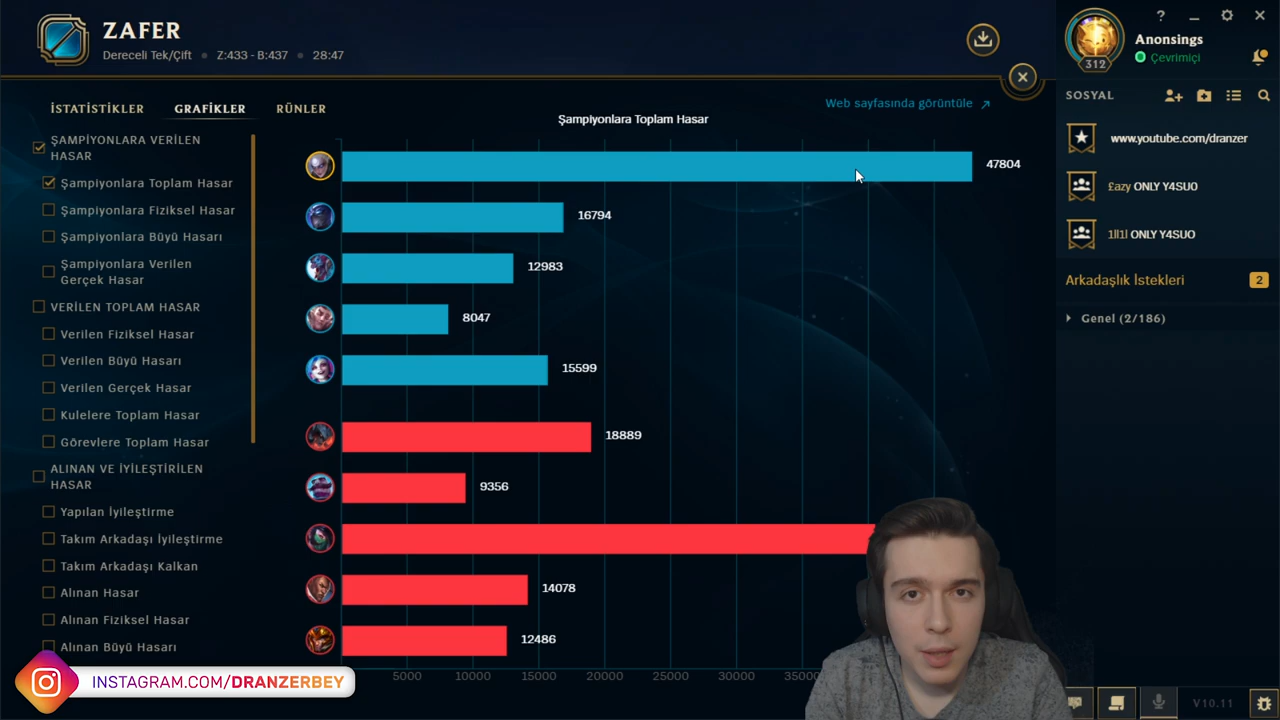 ZAFER
Dereceli Tek/Çift
Z:433 - B:437
28:47
İSTATİSTİKLER
GRAFİKLER
RÜNLER
Web sayfasında görüntüle
Şampiyonlara Toplam Hasar
ŞAMPİYONLARA VERİLEN
HASAR
Şampiyonlara Toplam Hasar
Şampiyonlara Fiziksel Hasar
Şampiyonlara Büyü Hasarı
Şampiyonlara Verilen
Gerçek Hasar
VERİLEN TOPLAM HASAR
Verilen Fiziksel Hasar
Verilen Büyü Hasarı
Verilen Gerçek Hasar
Kulelere Toplam Hasar
Görevlere Toplam Hasar
ALINAN VE İYİLEŞTİRİLEN
HASAR
Yapılan İyileştirme
Takım Arkadaşı İyileştirme
Takım Arkadaşı Kalkan
Alınan Hasar
Alınan Fiziksel Hasar
Alınan Büyü Hasarı
47804
16794
12983
8047
15599
18889
9356
14078
12486
5000
10000
15000
20000
25000
30000
INSTAGRAM.COM/DRANZERBEY
?
Anonsings
Çevrimiçi
312
SOSYAL
www.youtube.com/dranzer
£azy ONLY Y4SUO
1ll1l ONLY Y4SUO
Arkadaşlık İstekleri
2
Genel (2/186)
V10.11